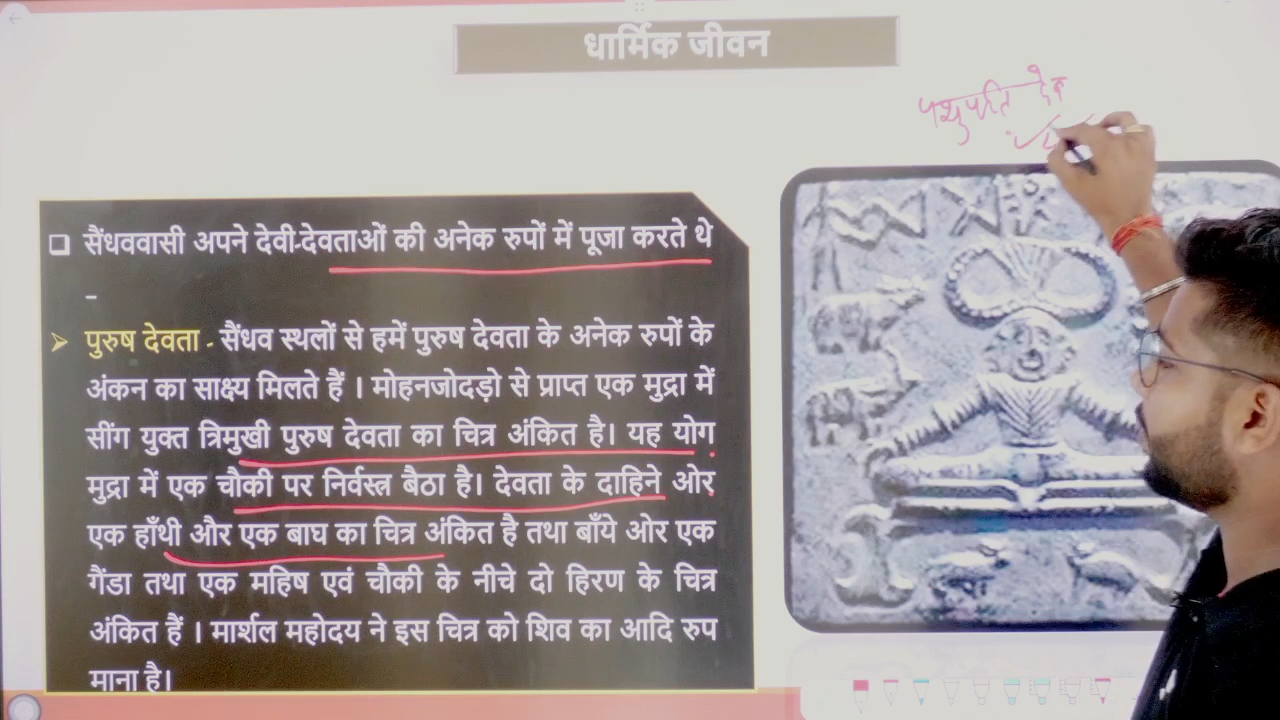 धार्मिक जीवन
पशुपति देव
❑ सैंधववासी अपने देवी-देवताओं की अनेक रुपों में पूजा करते थे
–
➢ पुरुष देवता - सैंधव स्थलों से हमें पुरुष देवता के अनेक रुपों के
अंकन का साक्ष्य मिलते हैं । मोहनजोदड़ो से प्राप्त एक मुद्रा में
सींग युक्त त्रिमुखी पुरुष देवता का चित्र अंकित है। यह योग
मुद्रा में एक चौकी पर निर्वस्त्र बैठा है। देवता के दाहिने ओर
एक हाँथी और एक बाघ का चित्र अंकित है तथा बाँये ओर एक
गैंडा तथा एक महिष एवं चौकी के नीचे दो हिरण के चित्र
अंकित हैं । मार्शल महोदय ने इस चित्र को शिव का आदि रुप
माना है।